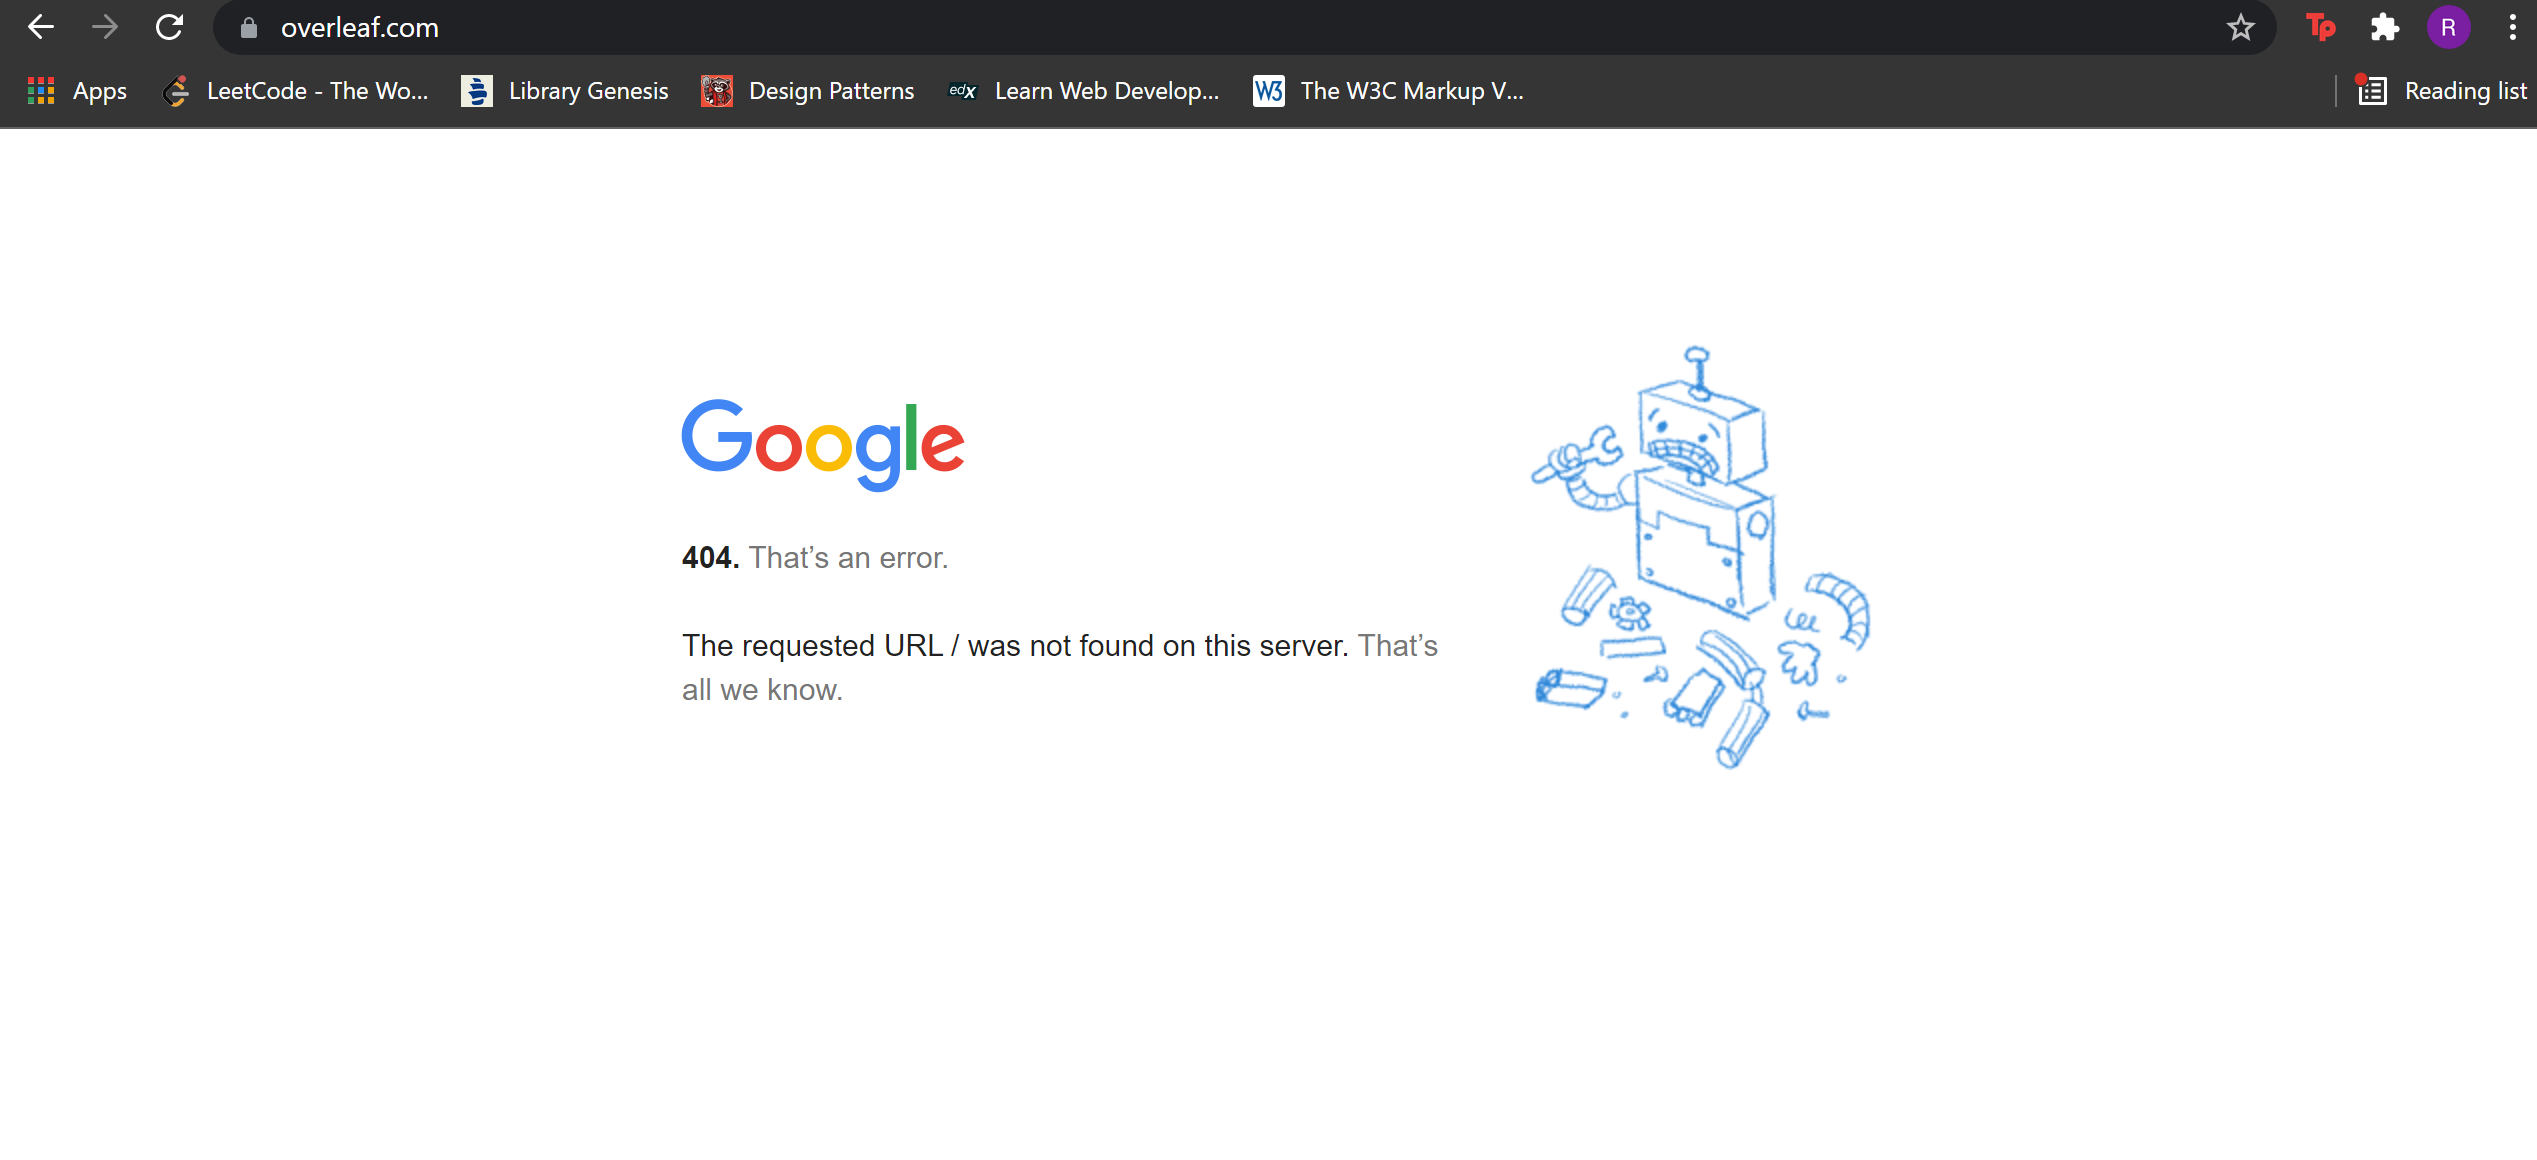 overleaf.com
Tp
R
Apps
LeetCode - The Wo...
Library Genesis
Design Patterns
edX
Learn Web Develop...
W3
The W3C Markup V...
Reading list
Google
404. That’s an error.
The requested URL / was not found on this server. That’s
all we know.